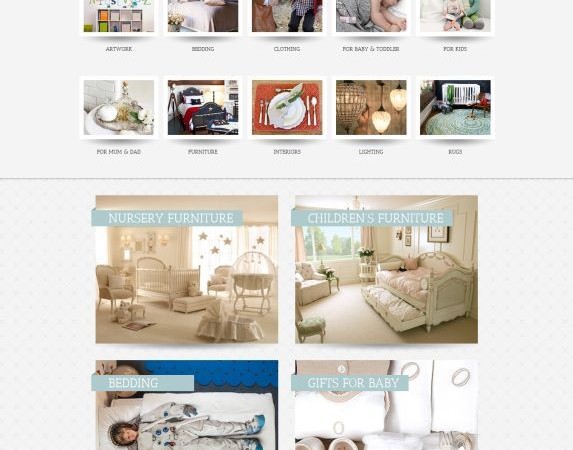 ARTWORK
BEDDING
CLOTHING
FOR BABY & TODDLER
FOR KIDS
FOR MUM & DAD
FURNITURE
INTERIORS
LIGHTING
RUGS
NURSERY FURNITURE
CHILDREN'S FURNITURE
BEDDING
GIFTS FOR BABY